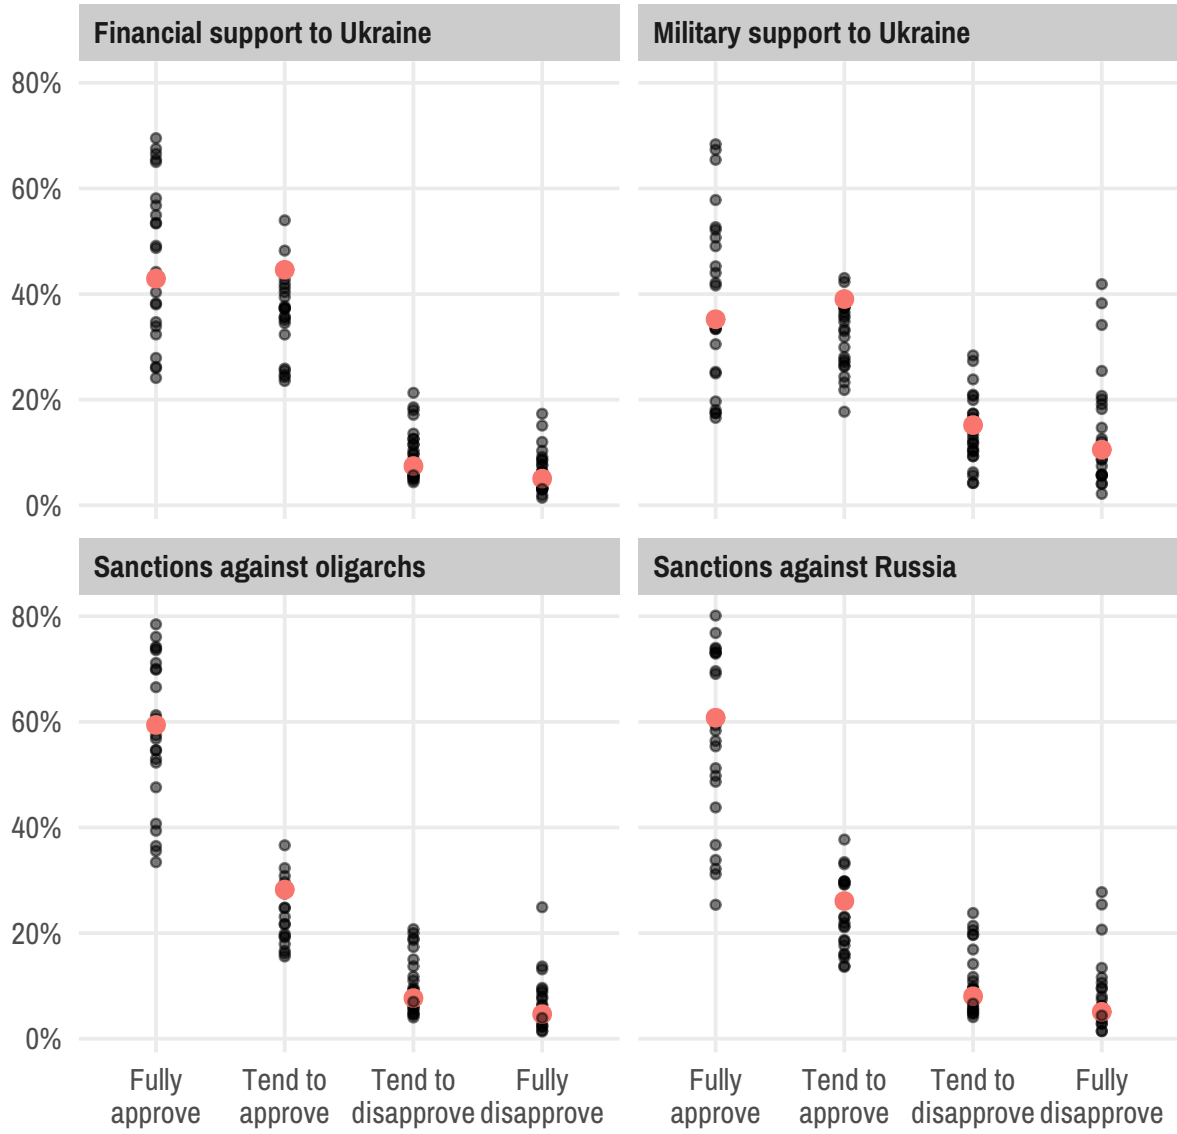 Financial support to Ukraine
Military support to Ukraine
80%
60%
40%
20%
0%
Sanctions against oligarchs
Sanctions against Russia
80%
60%
40%
20%
0%
Fully approve
Tend to approve
Tend to disapprove
Fully disapprove
Fully approve
Tend to approve
Tend to disapprove
Fully disapprove